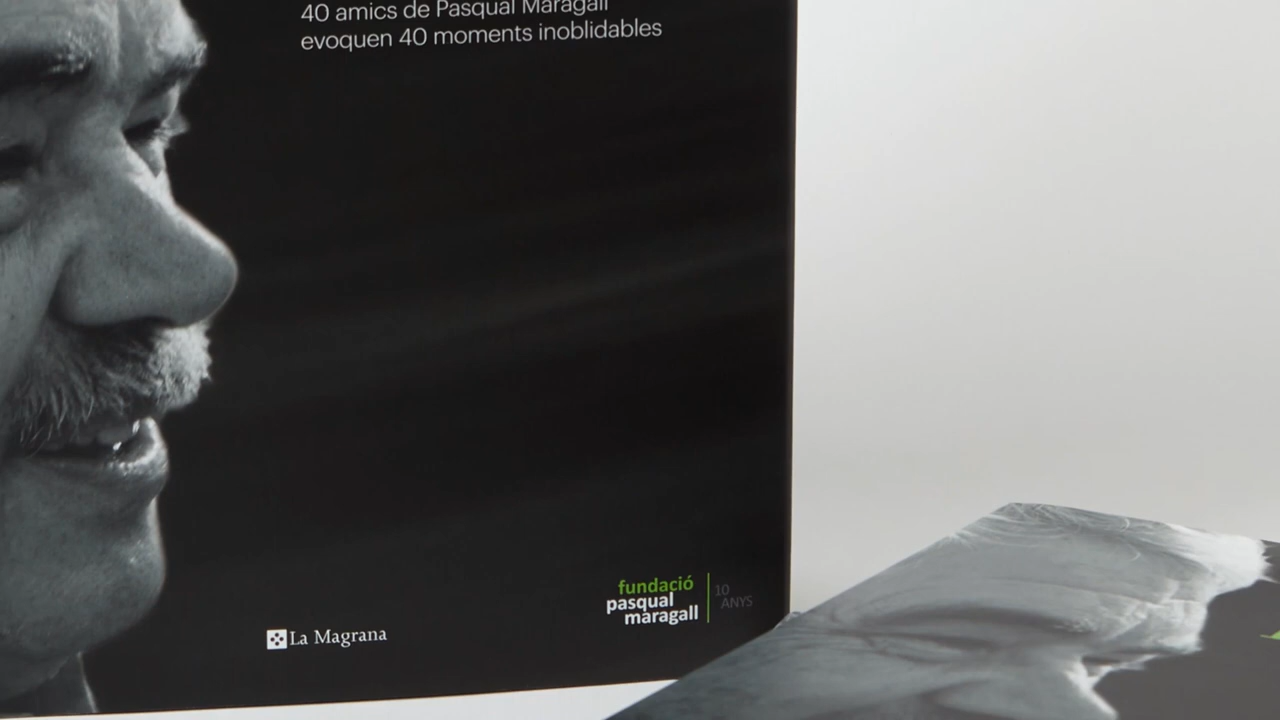 40 amics de Pasqual Maragall
evoquen 40 moments inoblidables
fundació
pasqual
maragall
10
ANYS
La Magrana